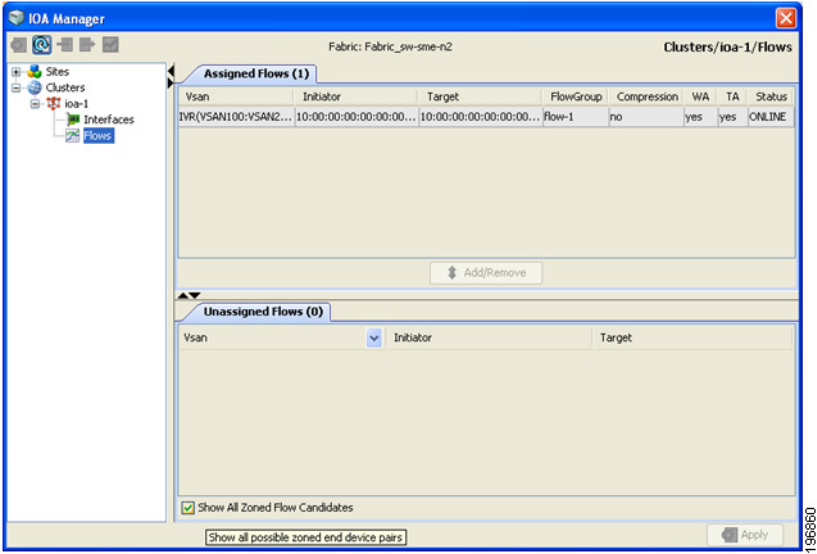 IOA Manager
Fabric: Fabric_sw-sme-n2
Clusters/ioa-1/Flows
Sites
Clusters
ioa-1
Interfaces
Flows
Assigned Flows (1)
Vsan Initiator Target FlowGroup Compression WA TA Status
IVR(VSAN100:VSAN2... 10:00:00:00:00:00:00... 10:00:00:00:00:00:00... flow-1 no yes yes ONLINE
Add/Remove
Unassigned Flows (0)
Vsan Initiator Target
Show All Zoned Flow Candidates
Show all possible zoned end device pairs
Apply
196860